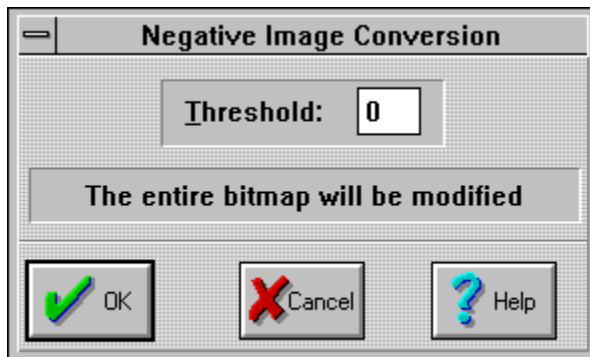 Negative Image Conversion
Threshold: 0
The entire bitmap will be modified
OK Cancel Help